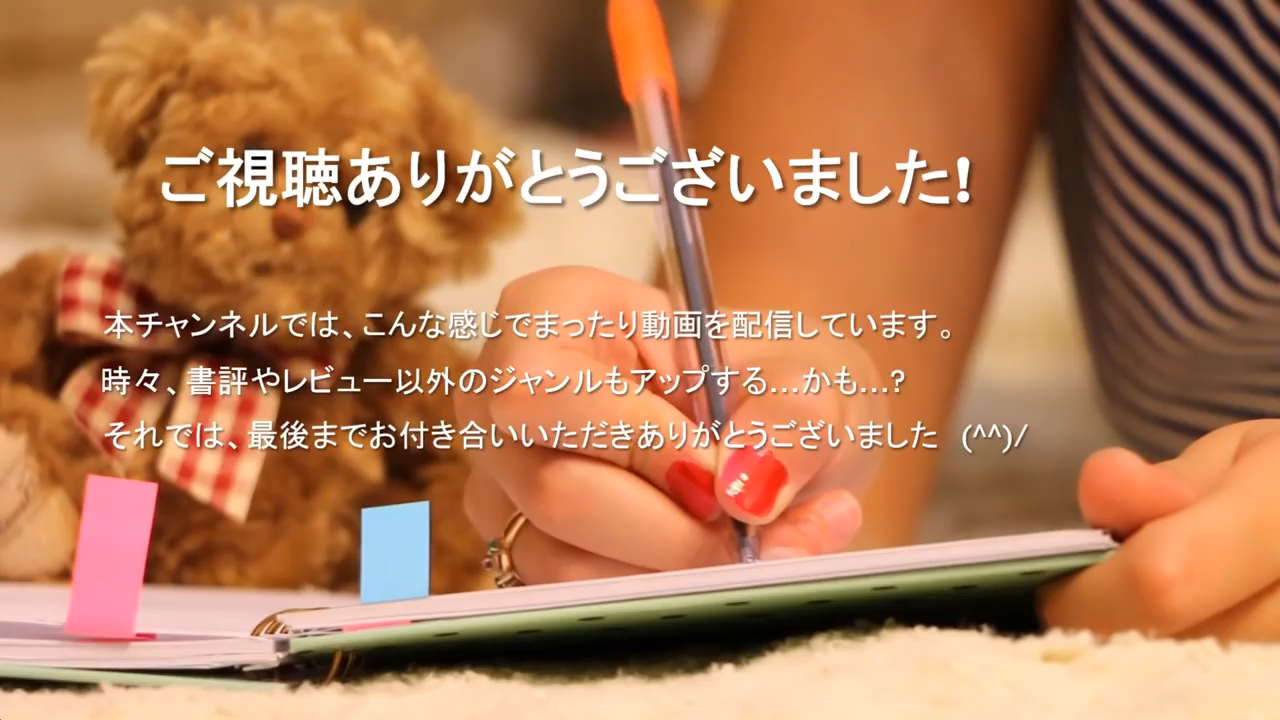 ご視聴ありがとうございました!
本チャンネルでは、こんな感じでまったり動画を配信しています。
時々、書評やレビュー以外のジャンルもアップする…かも…?
それでは、最後までお付き合いいただきありがとうございました　(^^)/